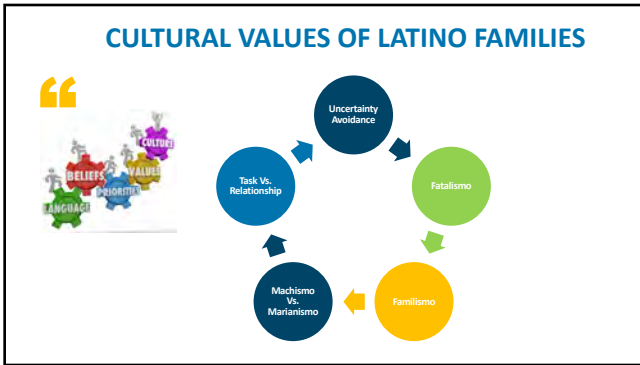 CULTURAL VALUES OF LATINO FAMILIES
“
CULTURE
VALUES
BELIEFS
PRIORITIES
LANGUAGE
Uncertainty
Avoidance
Fatalismo
Familismo
Machismo
Vs.
Marianismo
Task Vs.
Relationship